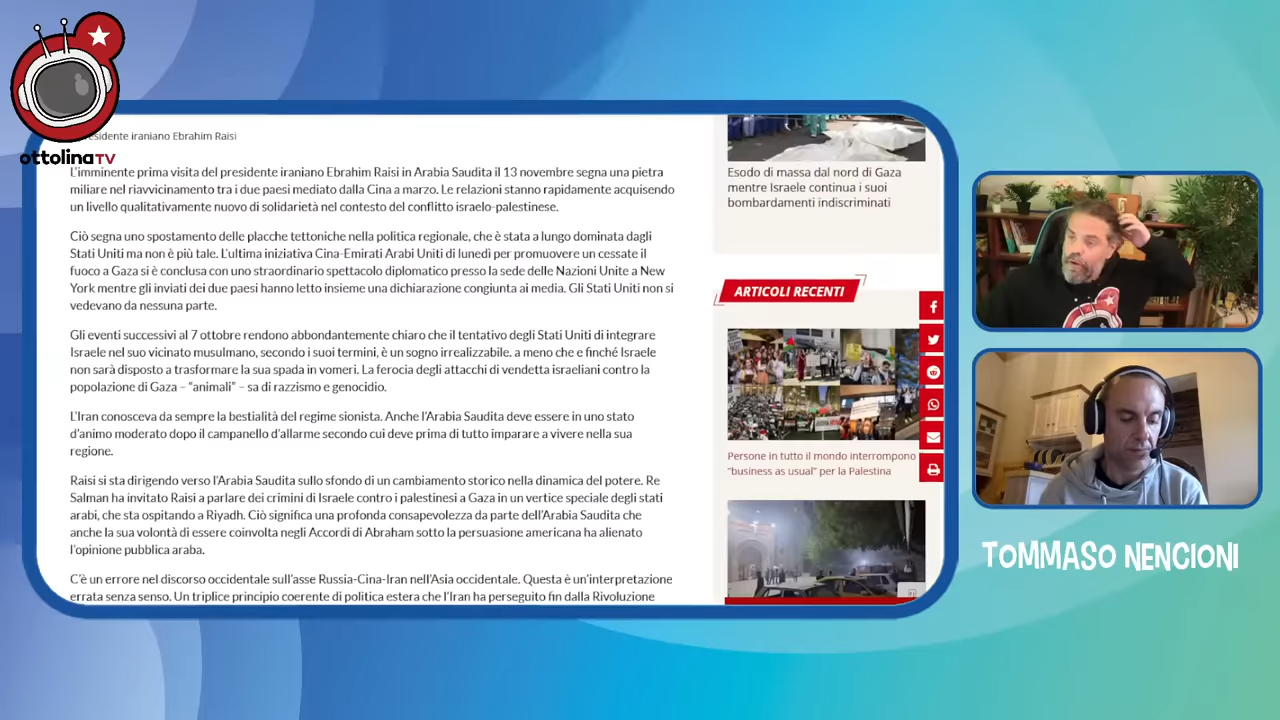 ottolinaTV
presidente iraniano Ebrahim Raisi
L'imminente prima visita del presidente iraniano Ebrahim Raisi in Arabia Saudita il 13 novembre segna una pietra
miliare nel riavvicinamento tra i due paesi mediato dalla Cina a marzo. Le relazioni stanno rapidamente acquisendo
un livello qualitativamente nuovo di solidarietà nel contesto del conflitto israelo-palestinese.
Ciò segna uno spostamento delle placche tettoniche nella politica regionale, che è stata a lungo dominata dagli
Stati Uniti ma non è più tale. L'ultima iniziativa Cina-Emirati Arabi Uniti di lunedì per promuovere un cessate il
fuoco a Gaza si è conclusa con uno straordinario spettacolo diplomatico presso la sede delle Nazioni Unite a New
York mentre gli inviati dei due paesi hanno letto insieme una dichiarazione congiunta ai media. Gli Stati Uniti non si
vedevano da nessuna parte.
Gli eventi successivi al 7 ottobre rendono abbondantemente chiaro che il tentativo degli Stati Uniti di integrare
Israele nel suo vicinato musulmano, secondo i suoi termini, è un sogno irrealizzabile. a meno che e finché Israele
non sarà disposto a trasformare la sua spada in vomeri. La ferocia degli attacchi di vendetta israeliani contro la
popolazione di Gaza – "animali" – sa di razzismo e genocidio.
L'Iran conosceva da sempre la bestialità del regime sionista. Anche l'Arabia Saudita deve essere in uno stato
d'animo moderato dopo il campanello d'allarme secondo cui deve prima di tutto imparare a vivere nella sua
regione.
Raisi si sta dirigendo verso l'Arabia Saudita sullo sfondo di un cambiamento storico nella dinamica del potere. Re
Salman ha invitato Raisi a parlare dei crimini di Israele contro i palestinesi a Gaza in un vertice speciale degli stati
arabi, che sta ospitando a Riyadh. Ciò significa una profonda consapevolezza da parte dell'Arabia Saudita che
anche la sua volontà di essere coinvolta negli Accordi di Abraham sotto la persuasione americana ha alienato
l'opinione pubblica araba.
C'è un errore nel discorso occidentale sull'asse Russia-Cina-Iran nell'Asia occidentale. Questa è un'interpretazione
errata senza senso. Un triplice principio coerente di politica estera che l'Iran ha perseguito fin dalla Rivoluzione
Esodo di massa dal nord di Gaza
mentre Israele continua i suoi
bombardamenti indiscriminati
ARTICOLI RECENTI
Persone in tutto il mondo interrompono
"business as usual" per la Palestina
TOMMASO NENCIONI